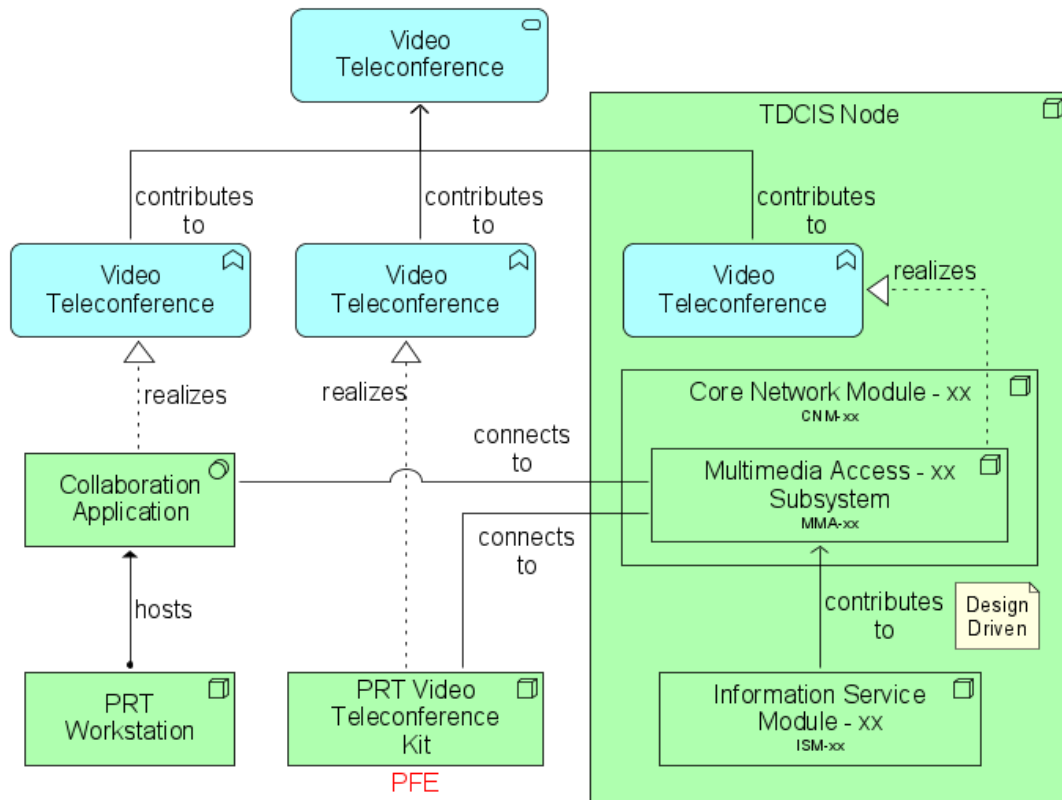 Video
Teleconference
TDCIS Node
contributes
to
contributes
to
contributes
to
Video
Teleconference
Video
Teleconference
Video
Teleconference
realizes
realizes
realizes
Core Network Module - xx
CNM-xx
connects
to
Collaboration
Application
Multimedia Access - xx
Subsystem
MMA-xx
connects
to
hosts
contributes
to
Design
Driven
PRT
Workstation
PRT Video
Teleconference
Kit
PFE
Information Service
Module - xx
ISM-xx